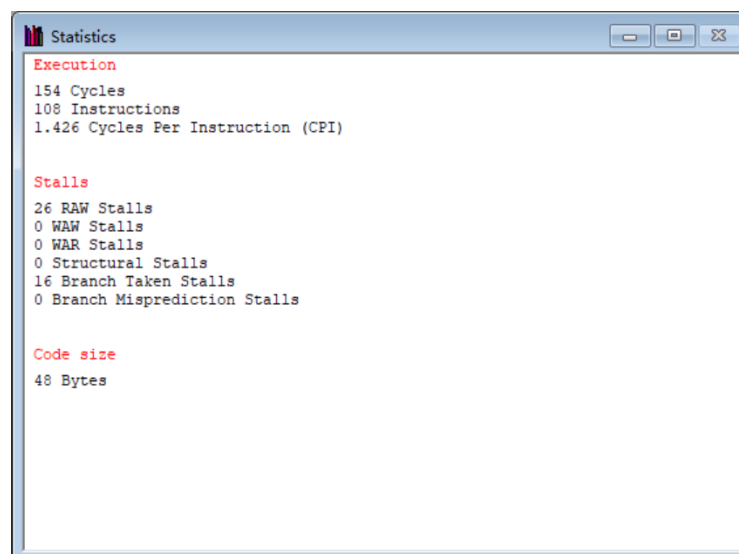 Statistics
Execution
154 Cycles
108 Instructions
1.426 Cycles Per Instruction (CPI)
Stalls
26 RAW Stalls
0 WAW Stalls
0 WAR Stalls
0 Structural Stalls
16 Branch Taken Stalls
0 Branch Misprediction Stalls
Code size
48 Bytes